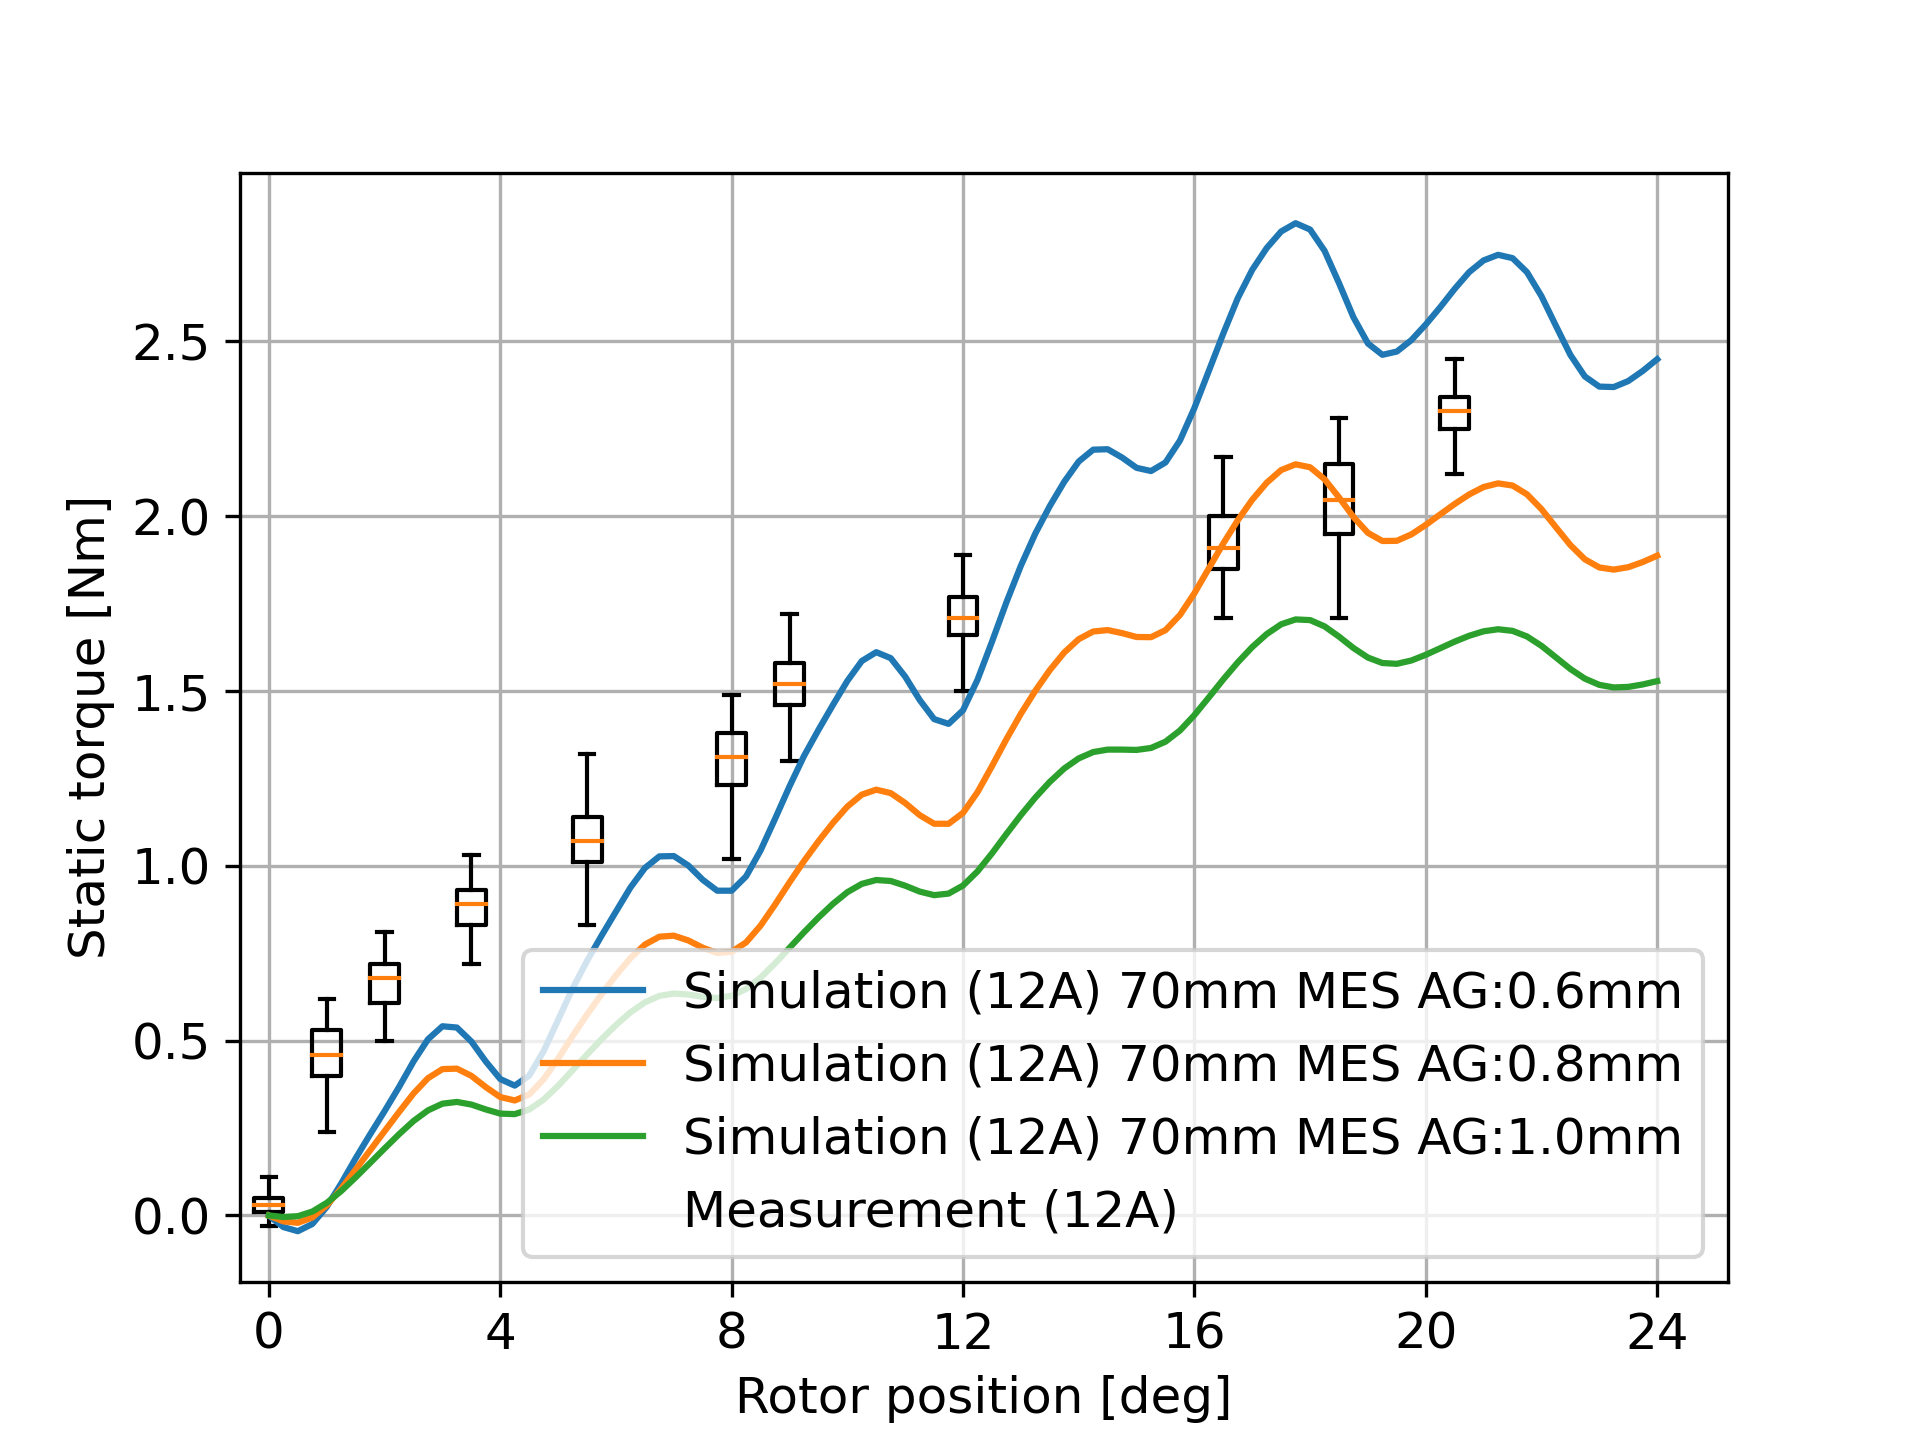 2.5
2.0
1.5
1.0
0.5
0.0
Static torque [Nm]
Simulation (12A) 70mm MES AG:0.6mm
Simulation (12A) 70mm MES AG:0.8mm
Simulation (12A) 70mm MES AG:1.0mm
Measurement (12A)
0 4 8 12 16 20 24
Rotor position [deg]